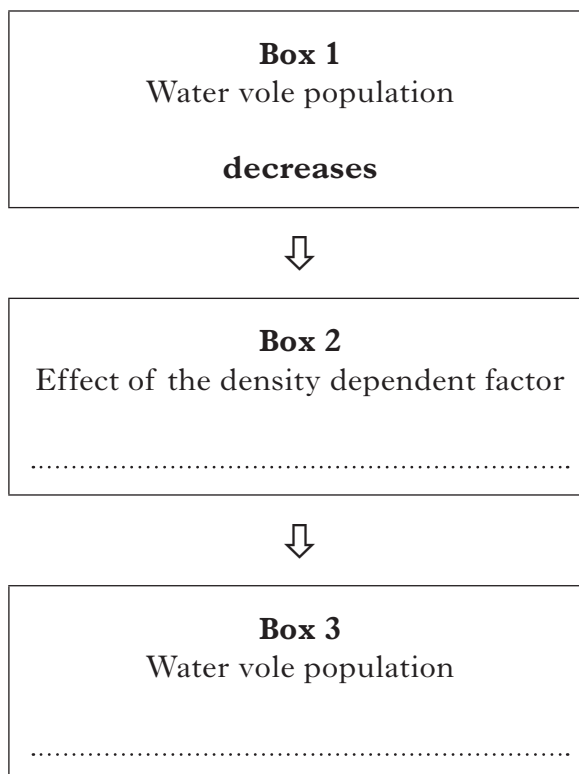 Box 1
Water vole population
decreases
Box 2
Effect of the density dependent factor
......................................................................
Box 3
Water vole population
......................................................................